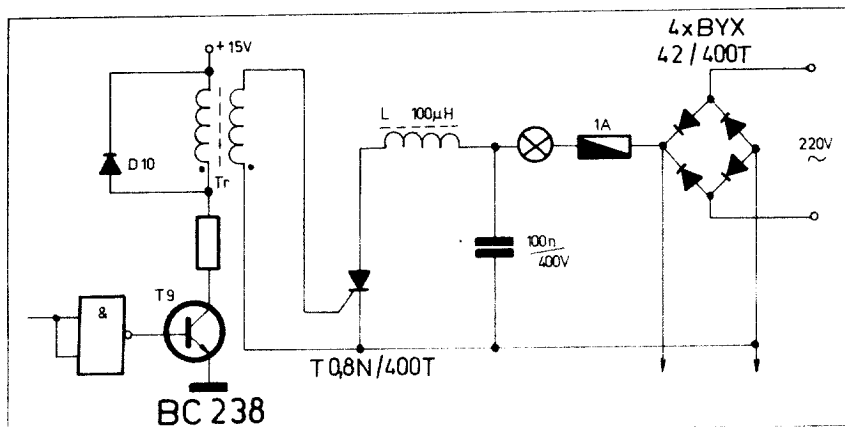 +15V
4xBYX
42/400T
L 100µH
1A
220V
~
D10
Tr
100n/400V
T9
&
T0,8N/400T
BC 238